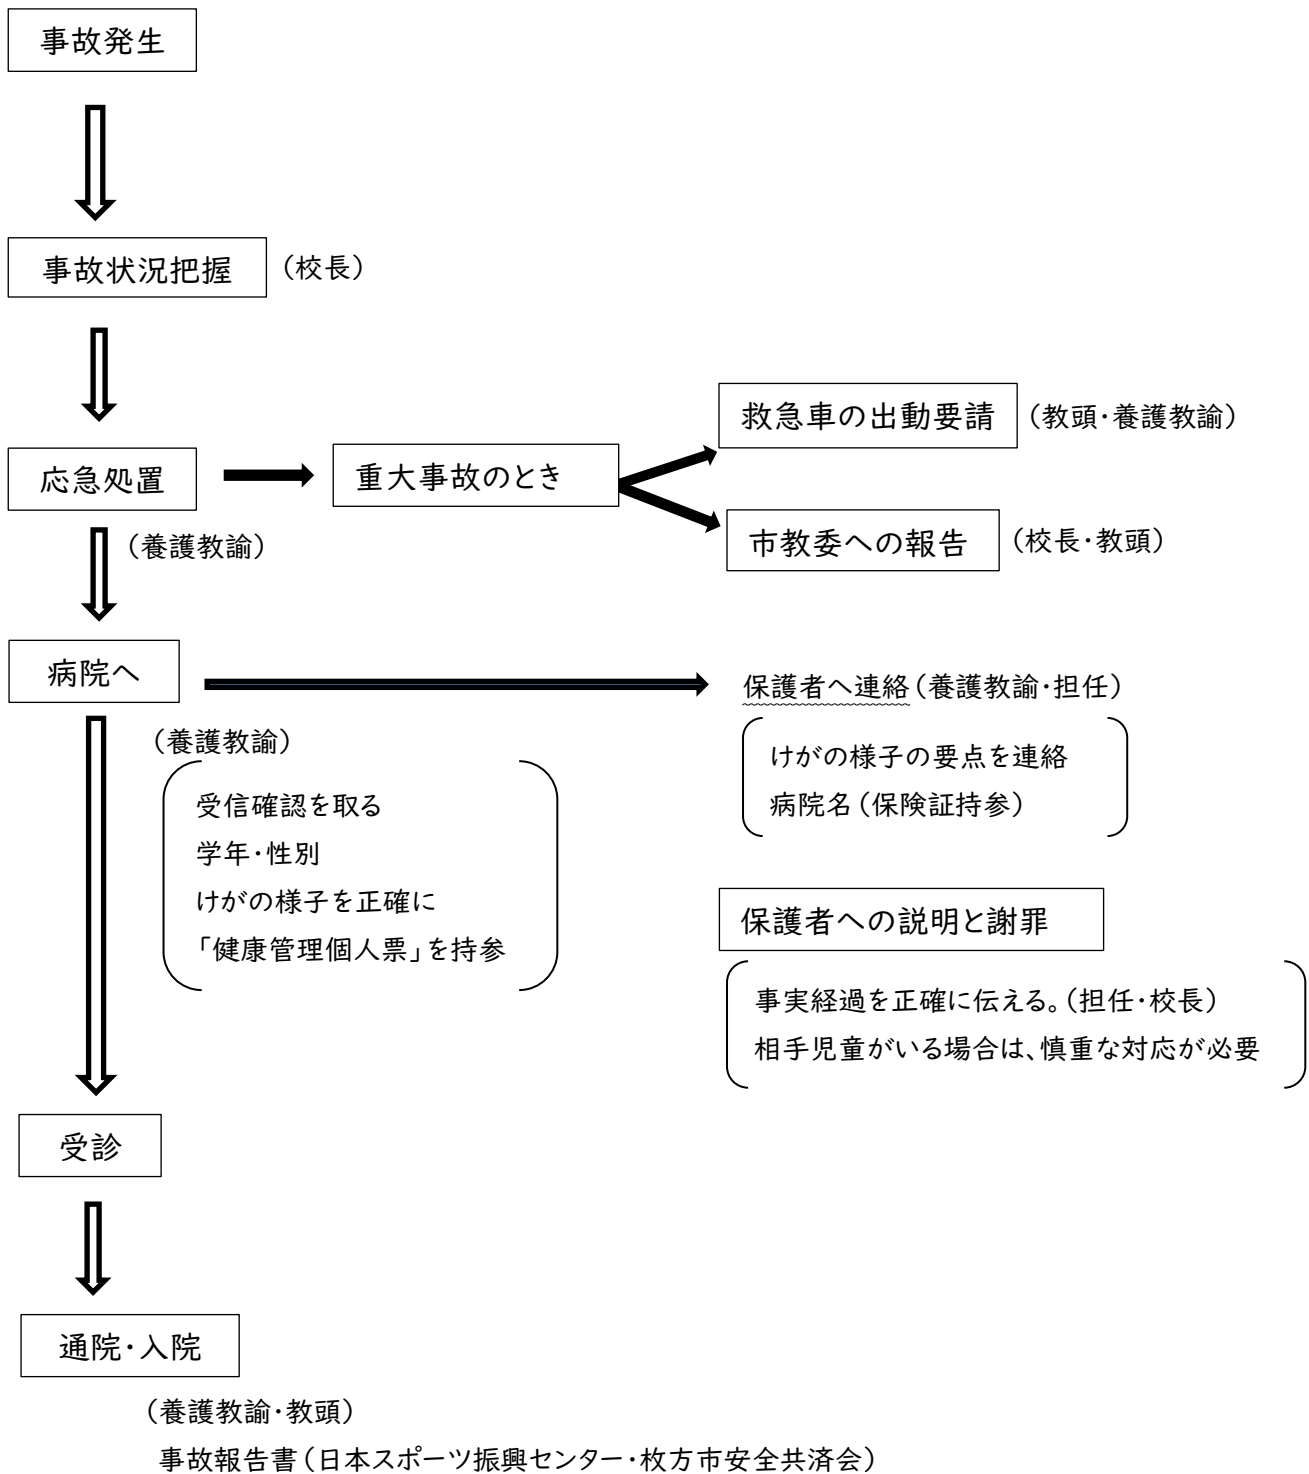 事故発生
事故状況把握 (校長)
救急車の出動要請 (教頭・養護教諭)
応急処置 重大事故のとき
(養護教諭)
市教委への報告 (校長・教頭)
病院へ
保護者へ連絡(養護教諭・担任)
けがの様子の要点を連絡
病院名(保険証持参)
(養護教諭)
受信確認を取る
学年・性別
けがの様子を正確に
「健康管理個人票」を持参
保護者への説明と謝罪
事実経過を正確に伝える。(担任・校長)
相手児童がいる場合は、慎重な対応が必要
受診
通院・入院
(養護教諭・教頭)
事故報告書(日本スポーツ振興センター・枚方市安全共済会)